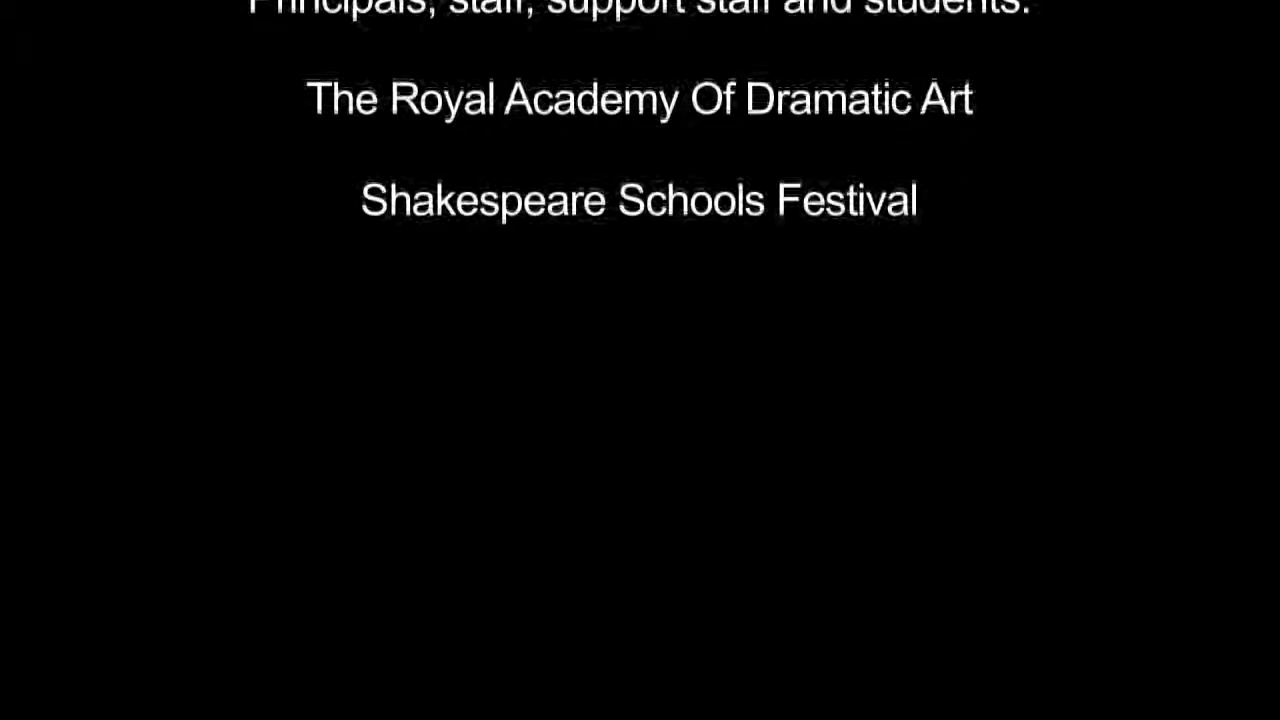 Principals, staff, support staff and students.
The Royal Academy Of Dramatic Art
Shakespeare Schools Festival